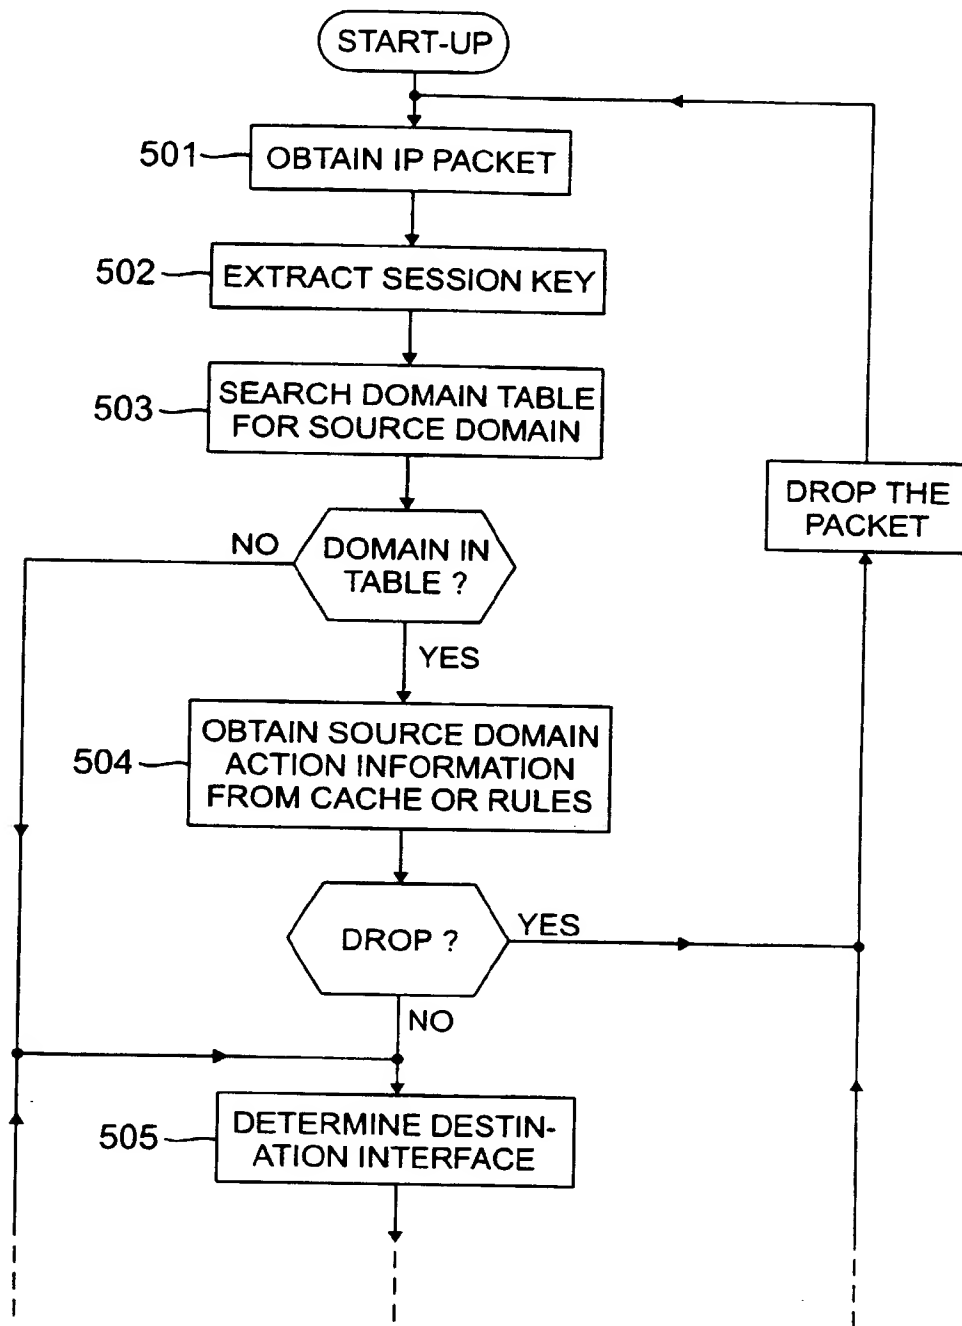 START-UP
501
OBTAIN IP PACKET
502
EXTRACT SESSION KEY
503
SEARCH DOMAIN TABLE
FOR SOURCE DOMAIN
DROP THE
PACKET
NO
DOMAIN IN
TABLE ?
YES
504
OBTAIN SOURCE DOMAIN
ACTION INFORMATION
FROM CACHE OR RULES
DROP ?
YES
NO
505
DETERMINE DESTIN-
ATION INTERFACE